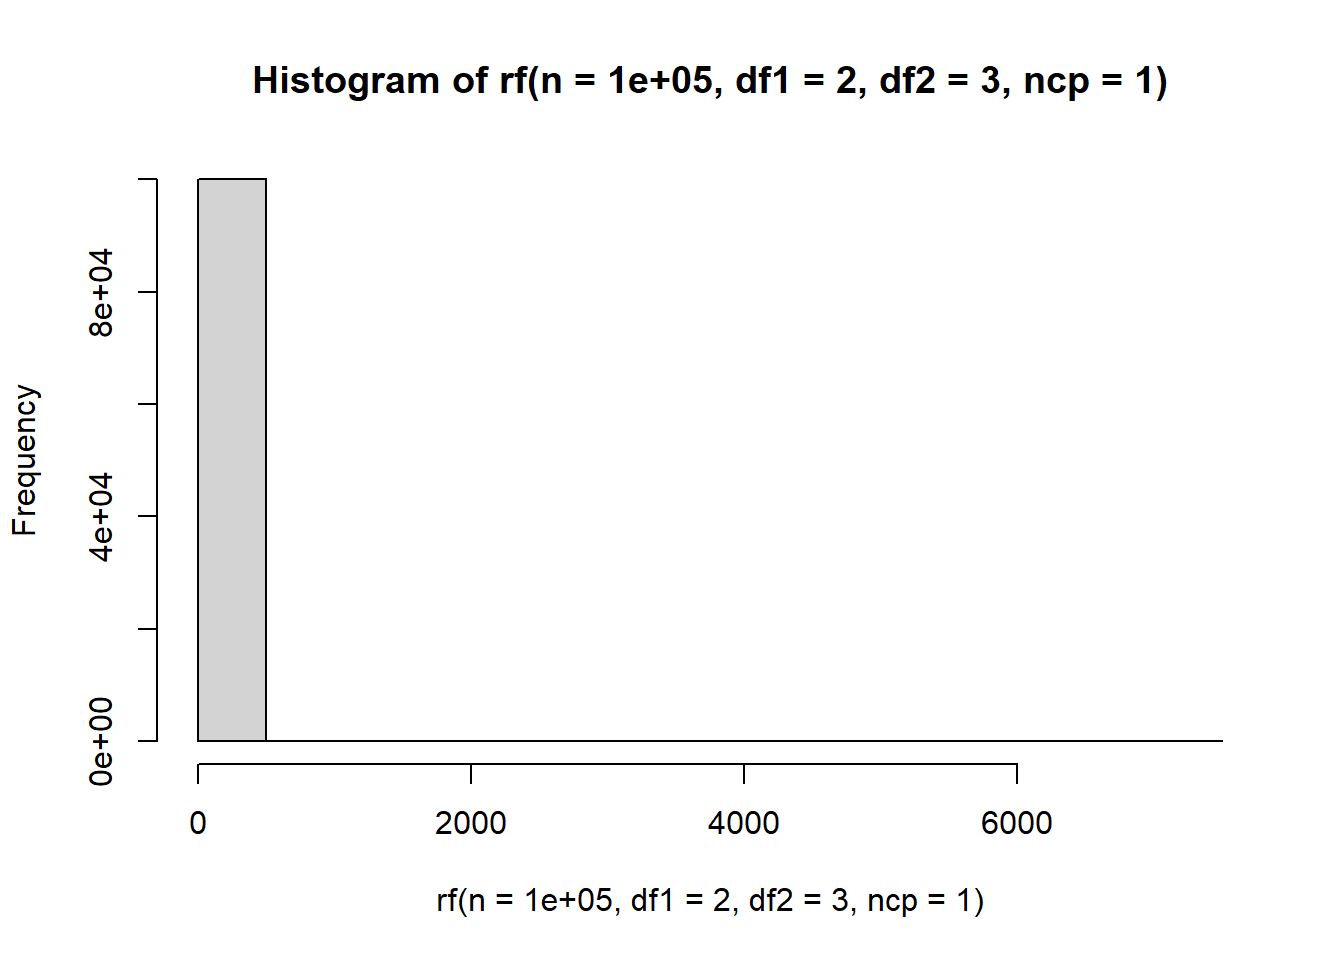 Histogram of rf(n = 1e+05, df1 = 2, df2 = 3, ncp = 1)
Frequency
8e+04
4e+04
0e+00
0 2000 4000 6000
rf(n = 1e+05, df1 = 2, df2 = 3, ncp = 1)